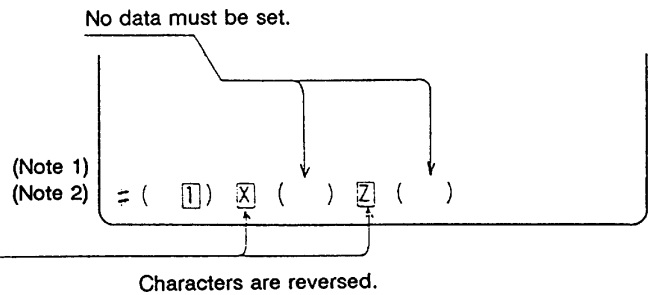 No data must be set.
(Note 1)
(Note 2) #( 1) X ( ) Z ( )
Characters are reversed.